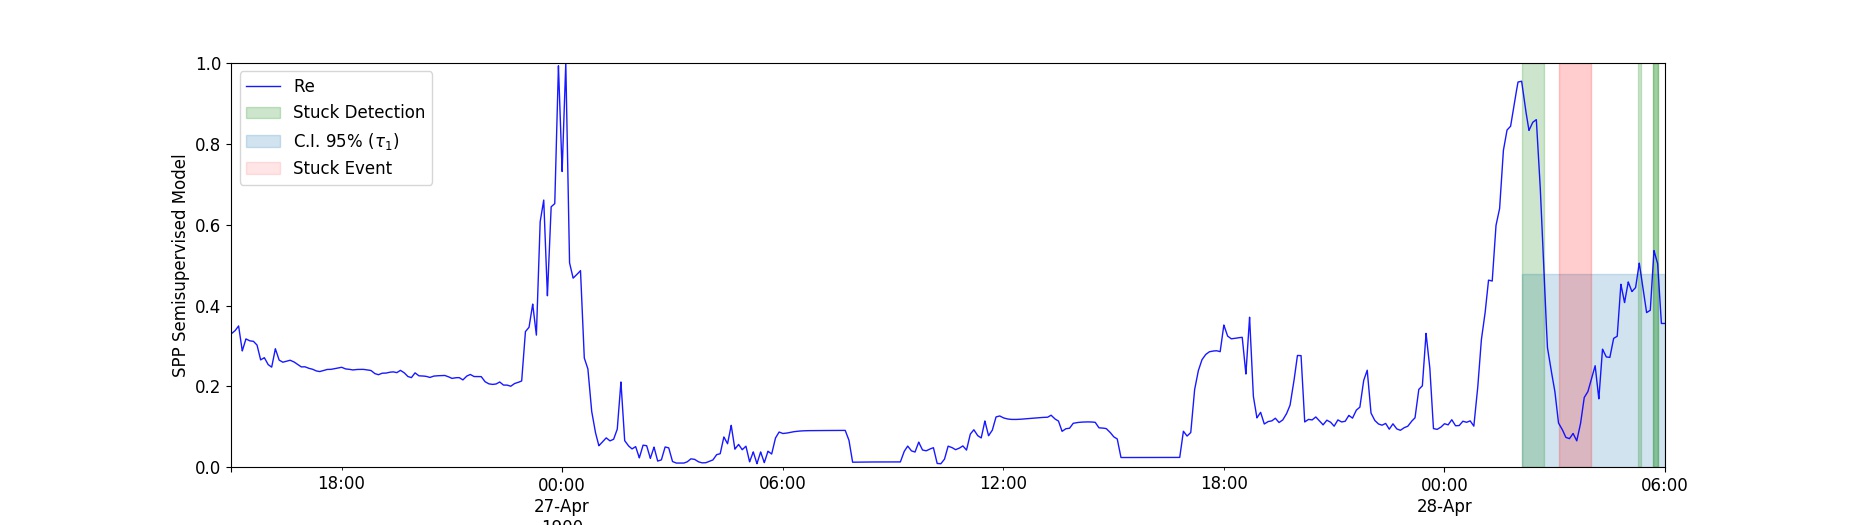 Re
Stuck Detection
C.I. 95% (τ₁)
Stuck Event
SPP Semisupervised Model
1.0
0.8
0.6
0.4
0.2
0.0
18:00 00:00 06:00 12:00 18:00 00:00 06:00
27-Apr 28-Apr
1900